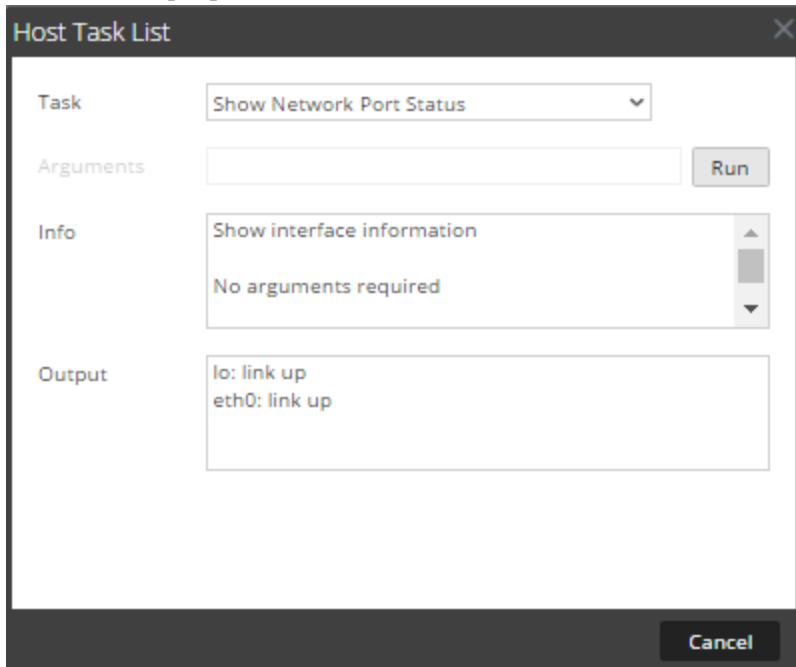 Host Task List
Task
Show Network Port Status
Arguments
Run
Info
Show interface information
No arguments required
Output
lo: link up
eth0: link up
Cancel